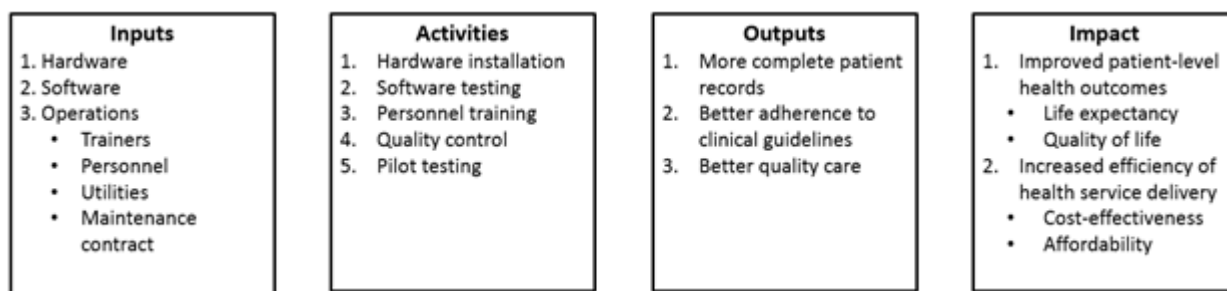 Inputs
1. Hardware
2. Software
3. Operations
• Trainers
• Personnel
• Utilities
• Maintenance
contract
Activities
1. Hardware installation
2. Software testing
3. Personnel training
4. Quality control
5. Pilot testing
Outputs
1. More complete patient
records
2. Better adherence to
clinical guidelines
3. Better quality care
Impact
1. Improved patient-level
health outcomes
• Life expectancy
• Quality of life
2. Increased efficiency of
health service delivery
• Cost-effectiveness
• Affordability